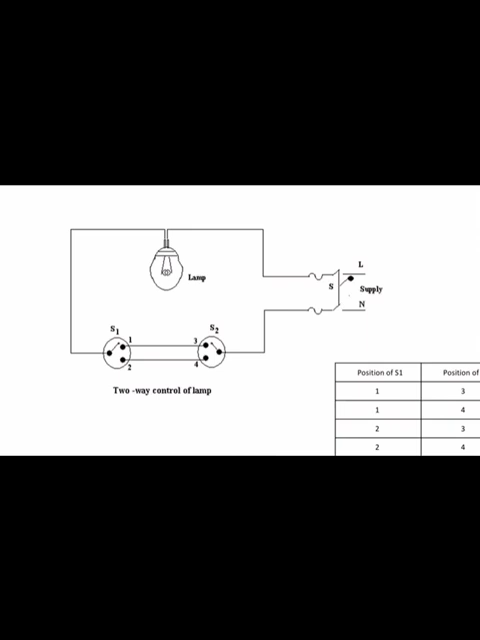 L
Lamp
S
Supply
N
S1
S2
1
3
2
4
Two -way control of lamp
Position of S1 Position of
1 3
1 4
2 3
2 4